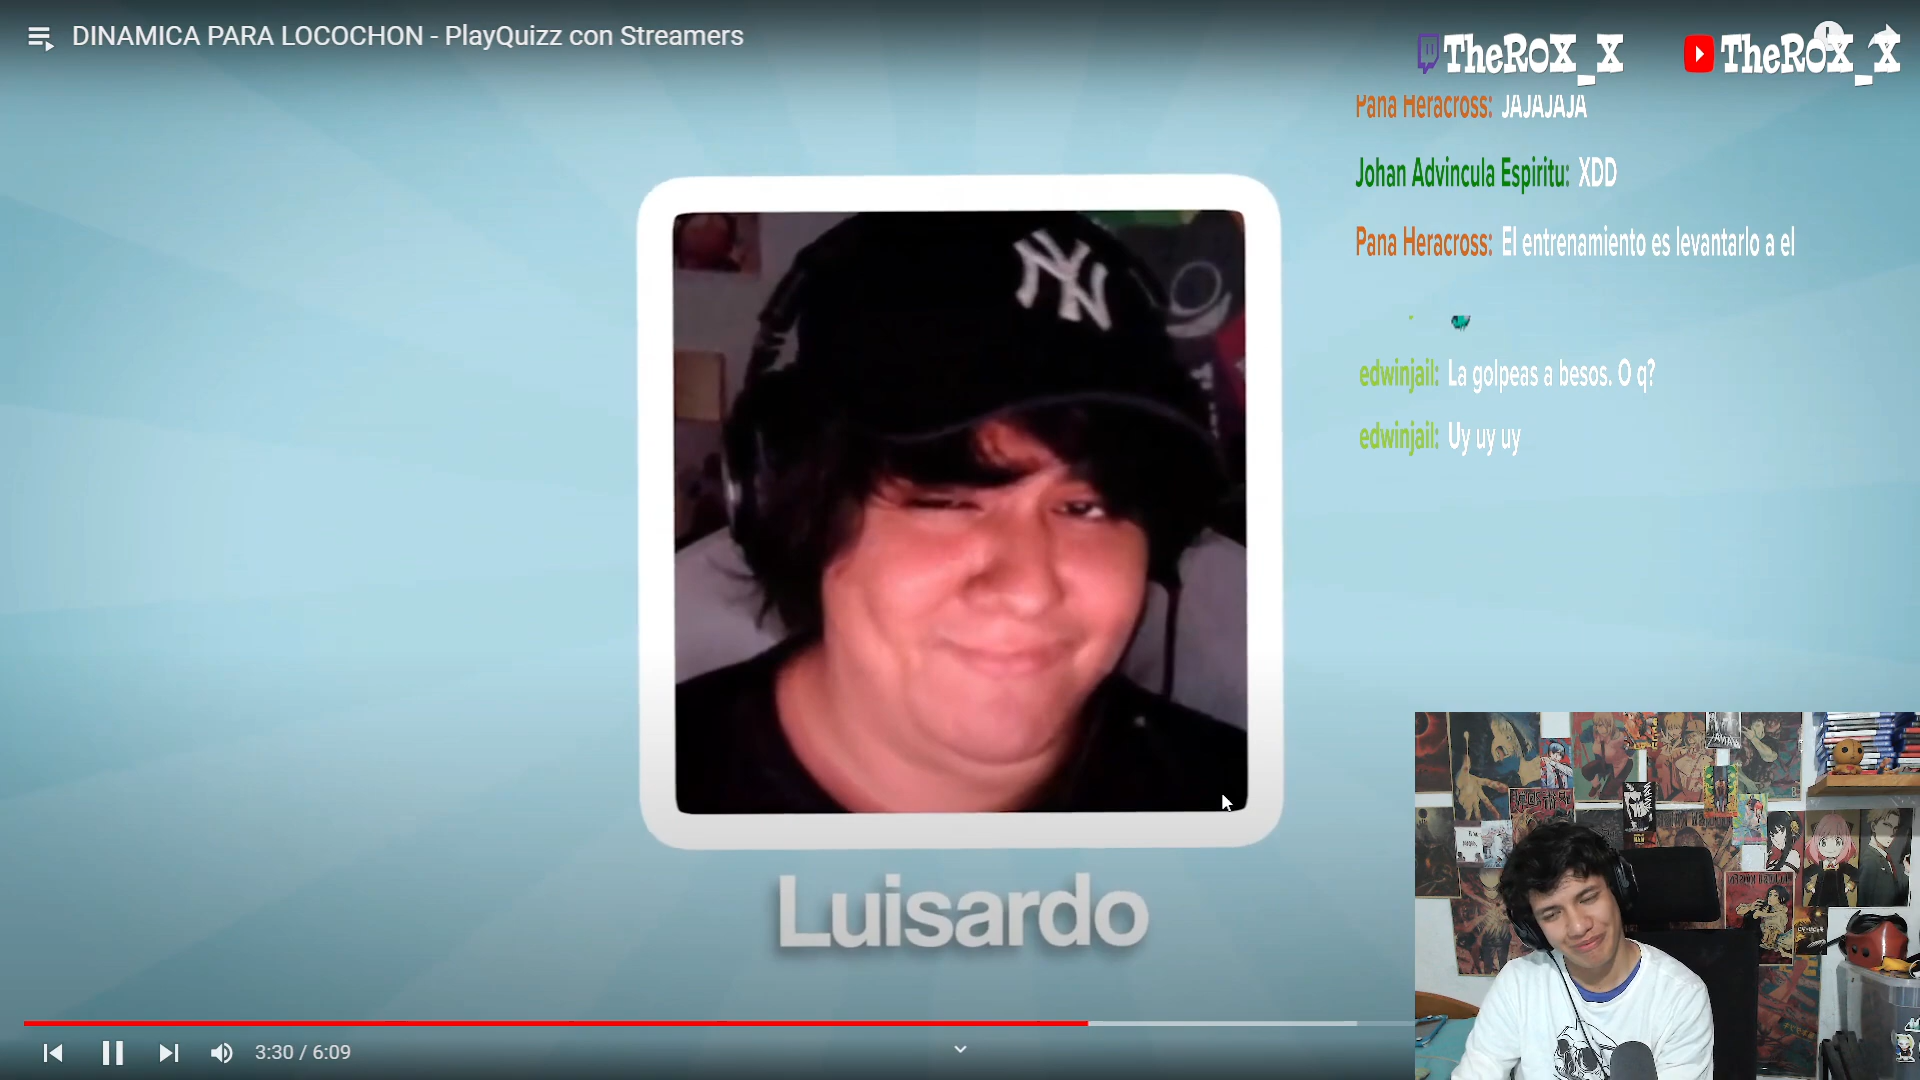 DINAMICA PARA LOCOCHON - PlayQuizz con Streamers
TheRoX_X
TheRoX_X
Pana Heracross: JAJAJAJA
Johan Advincula Espiritu: XDD
Pana Heracross: El entrenamiento es levantarlo a el
edwinjail: La golpeas a besos. O q?
edwinjail: Uy uy uy
NY
Luisardo
3:30 / 6:09